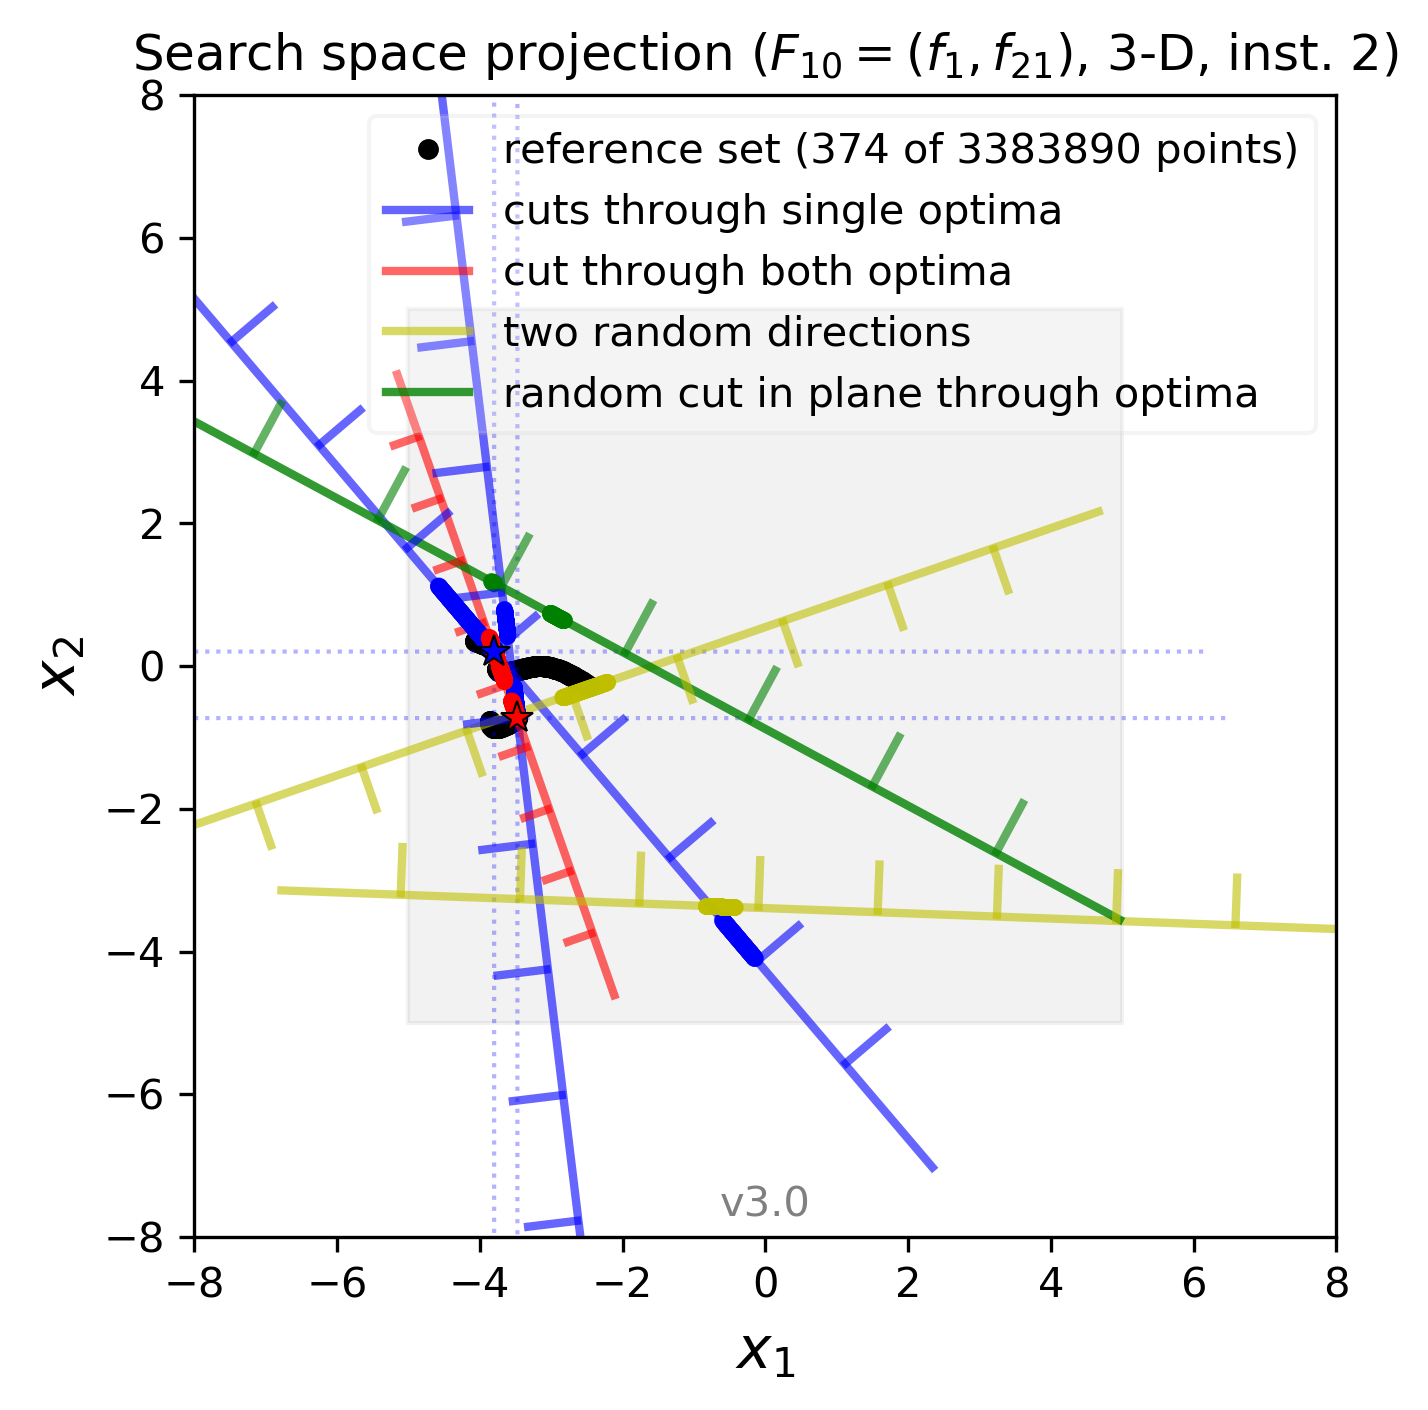 Search space projection (F₁₀ = (f₁, f₂₁), 3-D, inst. 2)
reference set (374 of 3383890 points)
cuts through single optima
cut through both optima
two random directions
random cut in plane through optima
8
6
4
2
0
−2
−4
−6
−8
x₂
v3.0
−8 −6 −4 −2 0 2 4 6 8
x₁